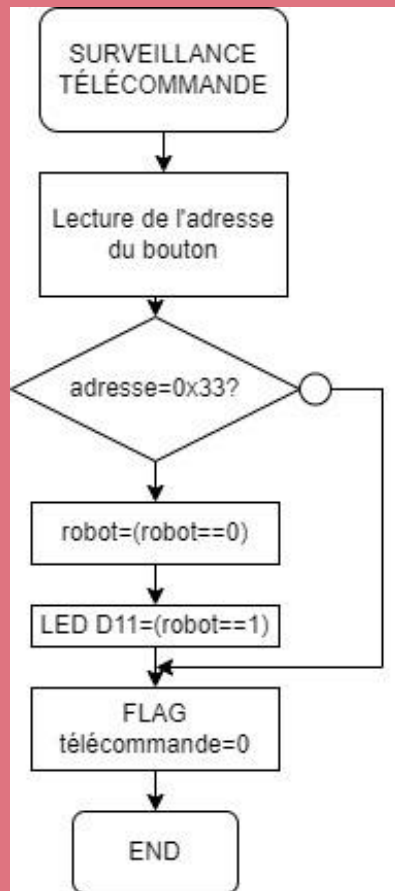 SURVEILLANCE
TÉLÉCOMMANDE
Lecture de l'adresse
du bouton
adresse=0x33?
robot=(robot==0)
LED D11=(robot==1)
FLAG
télécommande=0
END